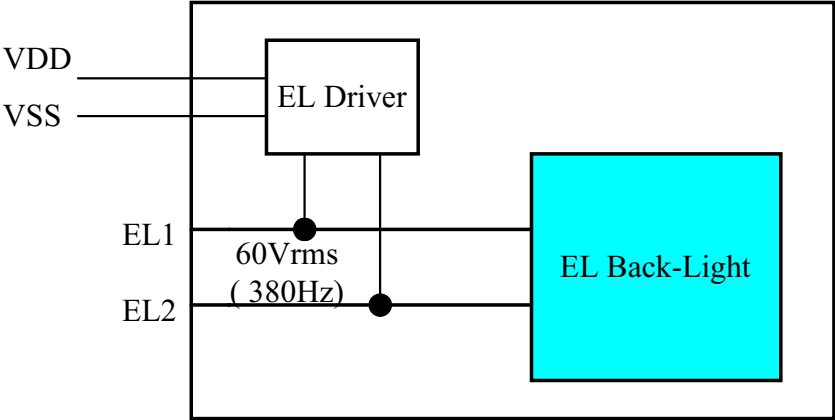 VDD
EL Driver
VSS
EL1
60Vrms
( 380Hz)
EL Back-Light
EL2